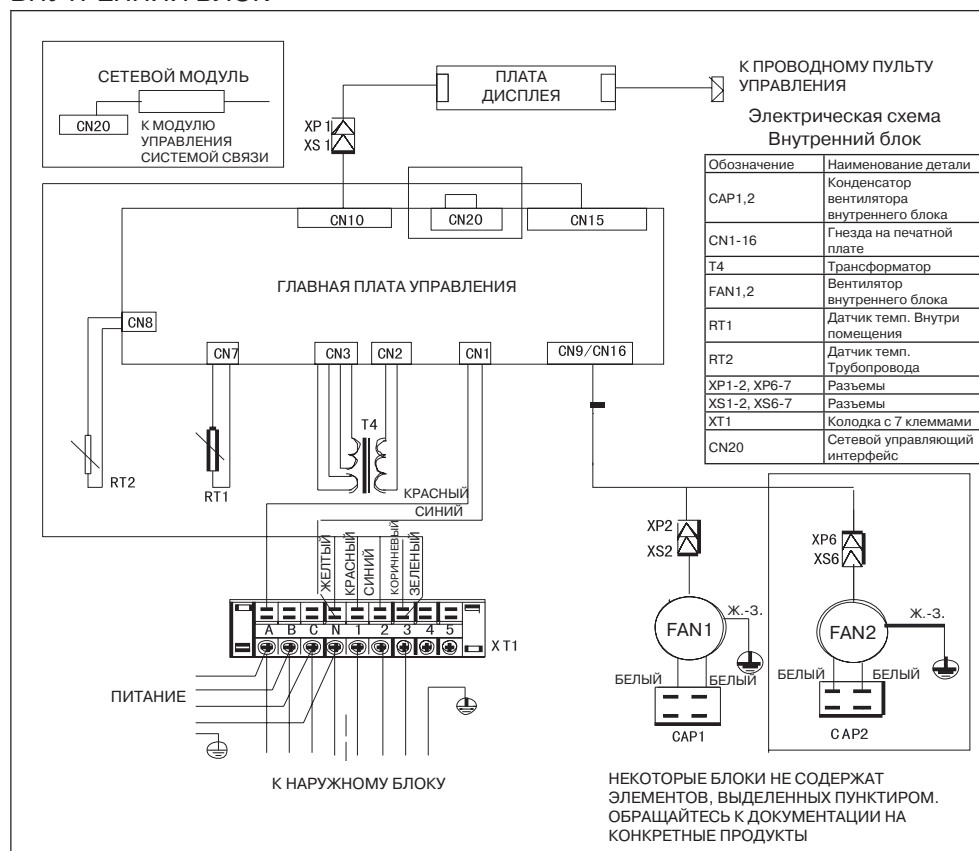 СЕТЕВОЙ МОДУЛЬ
CN20
К МОДУЛЮ
УПРАВЛЕНИЯ
СИСТЕМОЙ СВЯЗИ
ПЛАТА
ДИСПЛЕЯ
К ПРОВОДНОМУ ПУЛЬТУ
УПРАВЛЕНИЯ
XP1
XS1
Электрическая схема
Внутренний блок
Обозначение Наименование детали
CAP1,2 Конденсатор
вентилятора
внутреннего блока
CN1-16 Гнезда на печатной
плате
T4 Трансформатор
FAN1,2 Вентилятор
внутреннего блока
RT1 Датчик темп. Внутри
помещения
RT2 Датчик темп.
Трубопровода
XP1-2, XP6-7 Разъемы
XS1-2, XS6-7 Разъемы
XT1 Колодка с 7 клеммами
CN20 Сетевой управляющий
интерфейс
CN10 CN20 CN15
ГЛАВНАЯ ПЛАТА УПРАВЛЕНИЯ
CN8
CN7 CN3 CN2 CN1 CN9/CN16
T4
RT2
RT1
КРАСНЫЙ
СИНИЙ
ЖЕЛТЫЙ
КРАСНЫЙ
СИНИЙ
КОРИЧНЕВЫЙ
ЗЕЛЕНЫЙ
A B C N 1 2 3 4 5
XT1
ПИТАНИЕ
К НАРУЖНОМУ БЛОКУ
XP2
XS2
FAN1
Ж.-З.
БЕЛЫЙ БЕЛЫЙ
CAP1
XP6
XS6
FAN2
Ж.-З.
БЕЛЫЙ БЕЛЫЙ
CAP2
НЕКОТОРЫЕ БЛОКИ НЕ СОДЕРЖАТ
ЭЛЕМЕНТОВ, ВЫДЕЛЕННЫХ ПУНКТИРОМ.
ОБРАЩАЙТЕСЬ К ДОКУМЕНТАЦИИ НА
КОНКРЕТНЫЕ ПРОДУКТЫ